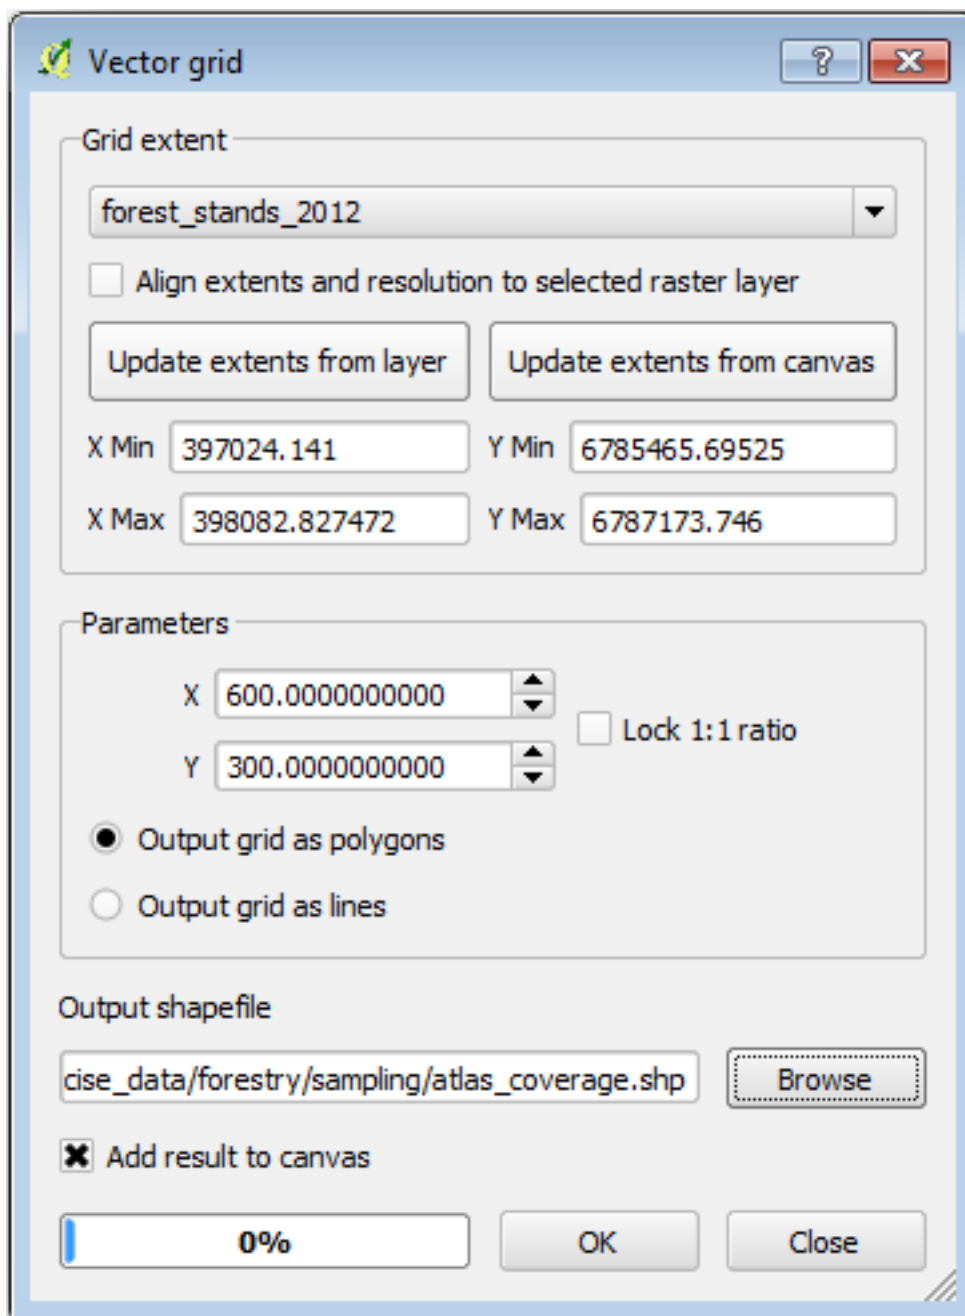 Vector grid
?
Grid extent
forest_stands_2012
Align extents and resolution to selected raster layer
Update extents from layer Update extents from canvas
X Min 397024.141 Y Min 6785465.69525
X Max 398082.827472 Y Max 6787173.746
Parameters
X 600.0000000000
Lock 1:1 ratio
Y 300.0000000000
Output grid as polygons
Output grid as lines
Output shapefile
cise_data/forestry/sampling/atlas_coverage.shp Browse
Add result to canvas
0% OK Close